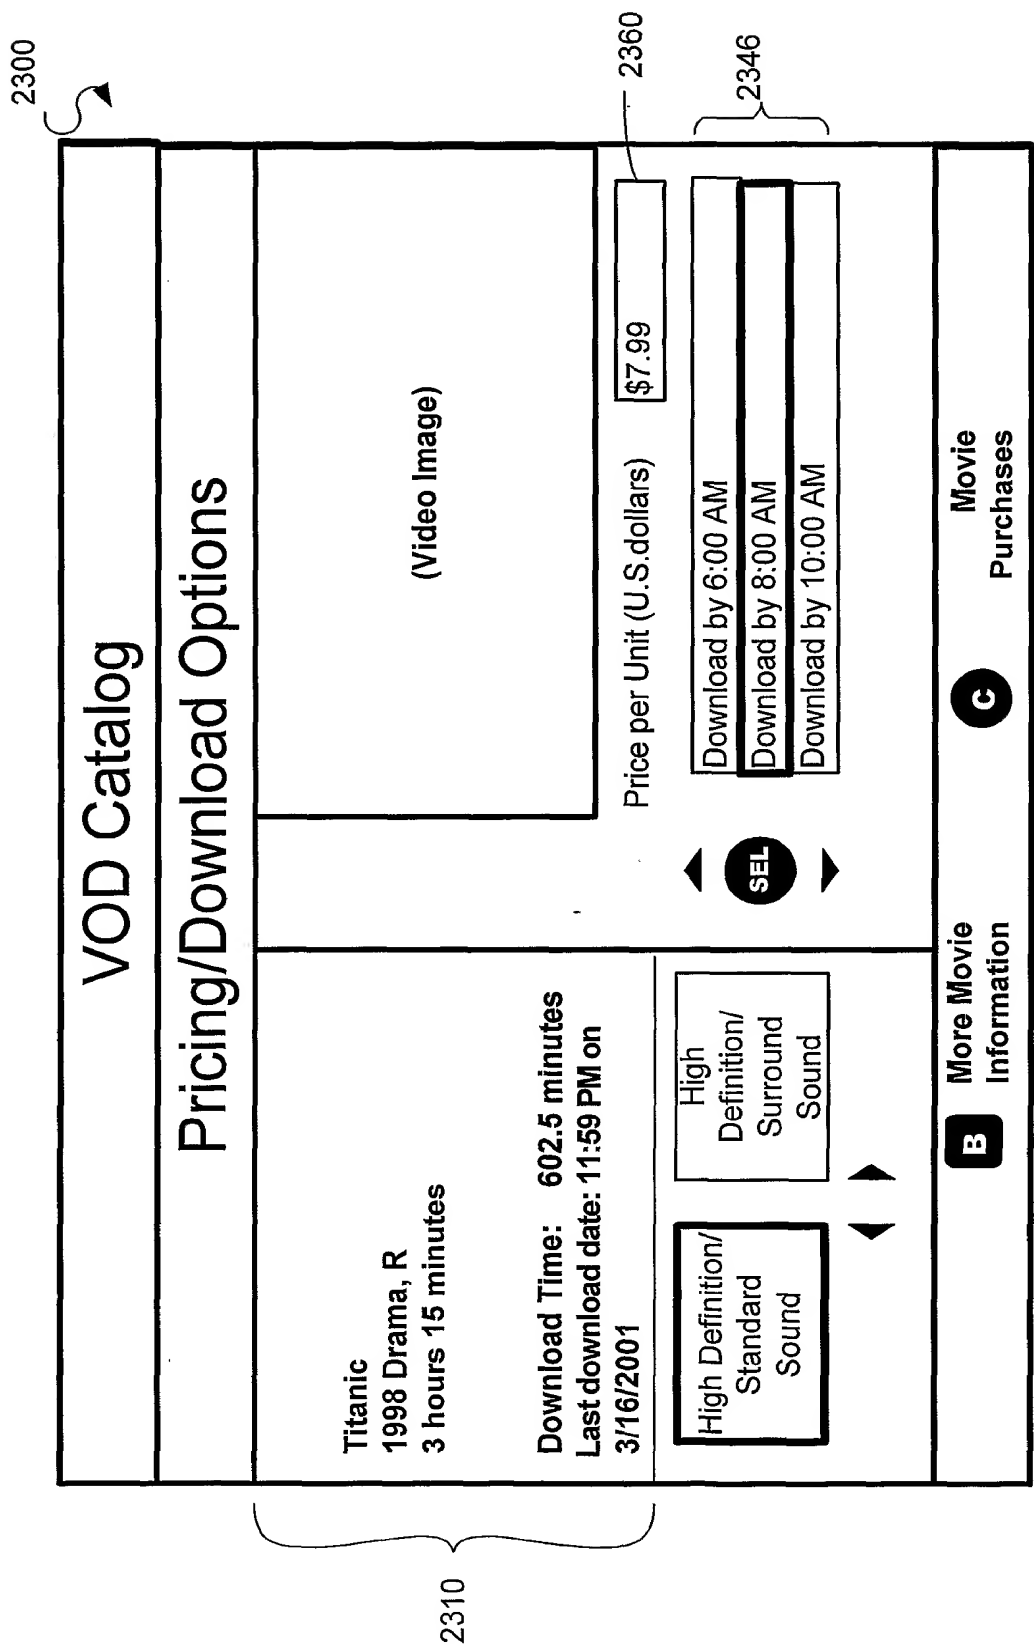 2300
VOD Catalog
Pricing/Download Options
2310
Titanic
1998 Drama, R
3 hours 15 minutes
Download Time: 602.5 minutes
Last download date: 11:59 PM on
3/16/2001
(Video Image)
High Definition/
Standard
Sound
High
Definition/
Surround
Sound
Price per Unit (U.S.dollars)
$7.99
2360
SEL
Download by 6:00 AM
Download by 8:00 AM
Download by 10:00 AM
2346
B
More Movie
Information
C
Movie
Purchases